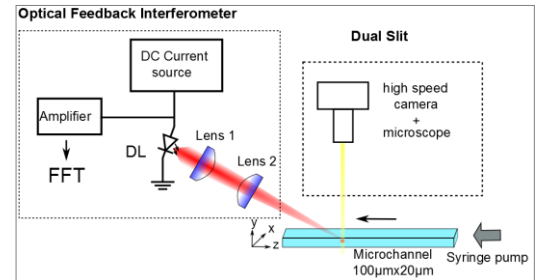 Optical Feedback Interferometer
Dual Slit
DC Current
source
high speed
camera
+
microscope
Amplifier
Lens 1
DL
Lens 2
FFT
y
x
z
Microchannel
100µmx20µm
Syringe pump